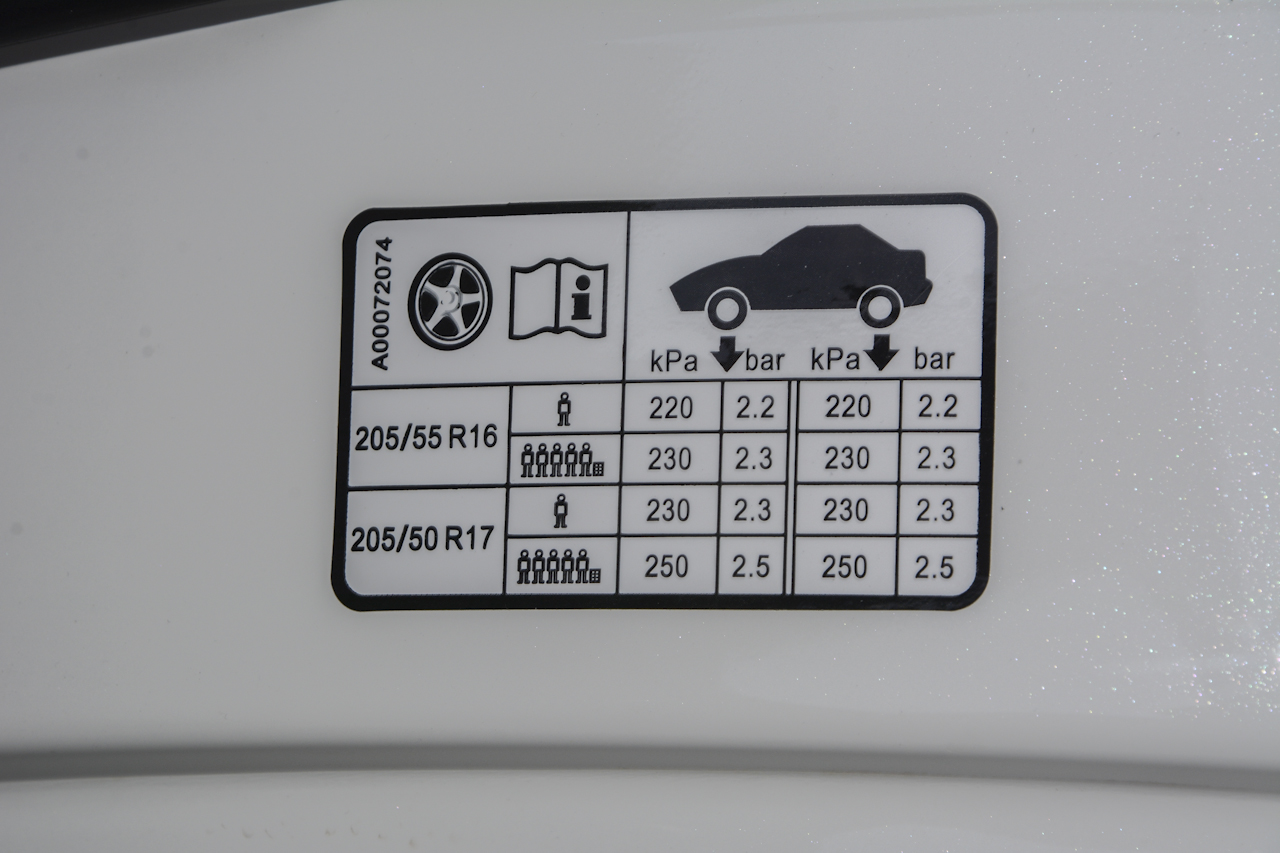 A00072074
i
kPa bar kPa bar
205/55 R16
220 2.2 220 2.2
230 2.3 230 2.3
205/50 R17
230 2.3 230 2.3
250 2.5 250 2.5